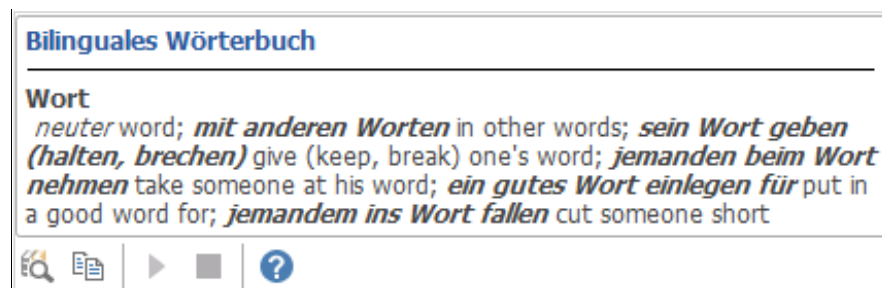 Bilinguales Wörterbuch
Wort
neuter word; mit anderen Worten in other words; sein Wort geben
(halten, brechen) give (keep, break) one's word; jemanden beim Wort
nehmen take someone at his word; ein gutes Wort einlegen für put in
a good word for; jemandem ins Wort fallen cut someone short
?